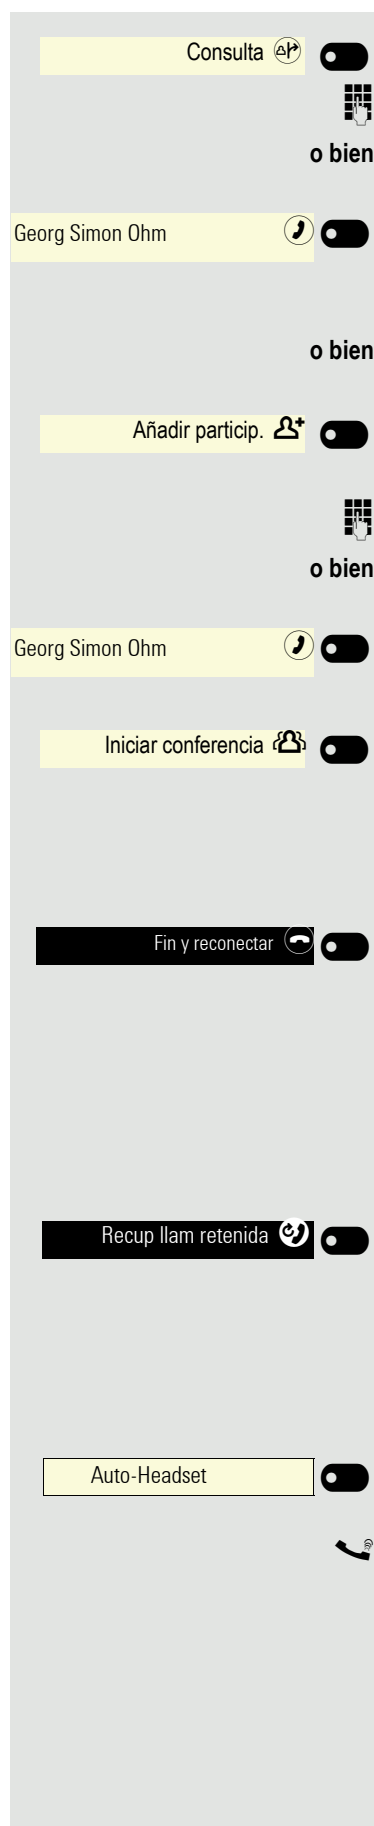 Consulta
o bien
Georg Simon Ohm
o bien
Añadir particip.
o bien
Georg Simon Ohm
Iniciar conferencia
Fin y reconectar
Recup llam retenida
Auto-Headset